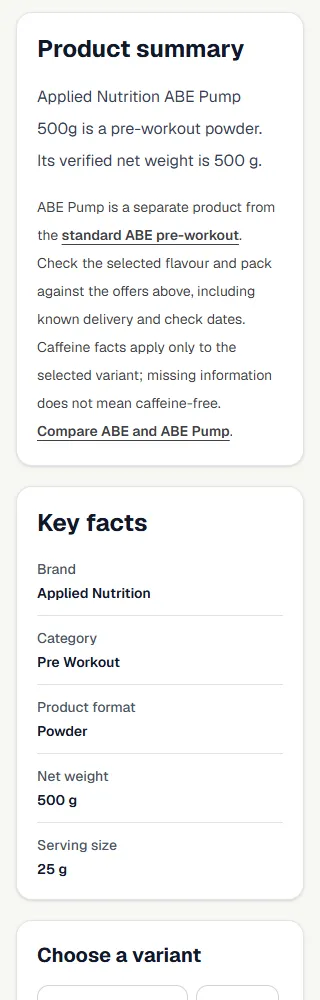 Product summary
Applied Nutrition ABE Pump
500g is a pre-workout powder.
Its verified net weight is 500 g.
ABE Pump is a separate product from
the standard ABE pre-workout.
Check the selected flavour and pack
against the offers above, including
known delivery and check dates.
Caffeine facts apply only to the
selected variant; missing information
does not mean caffeine-free.
Compare ABE and ABE Pump.
Key facts
Brand
Applied Nutrition
Category
Pre Workout
Product format
Powder
Net weight
500 g
Serving size
25 g
Choose a variant